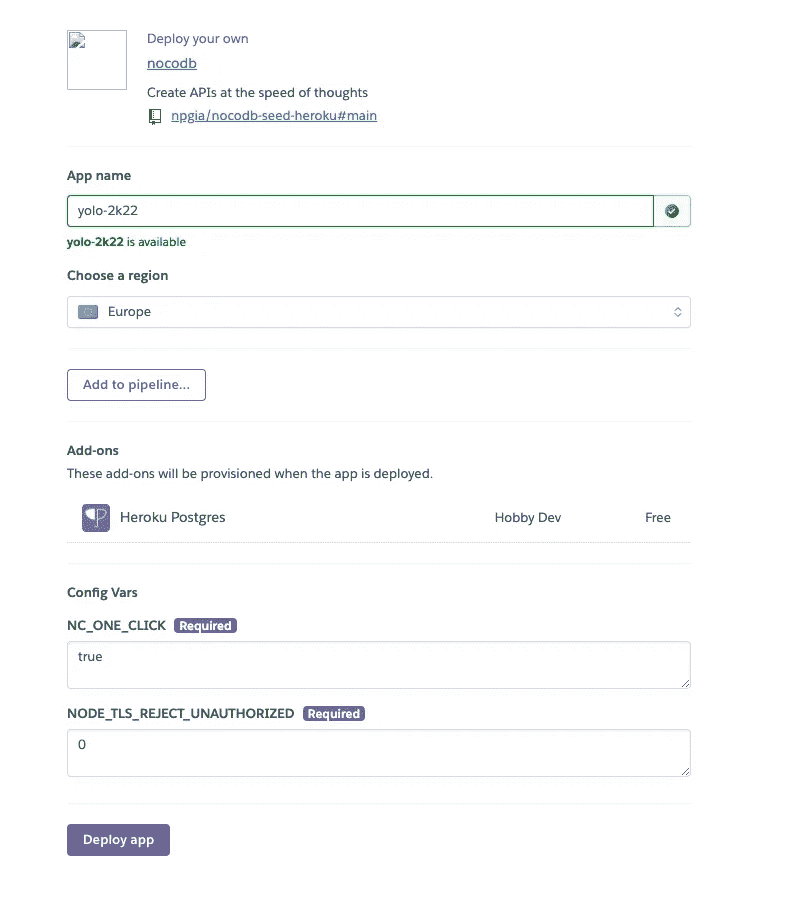 Deploy your own
nocodb
Create APIs at the speed of thoughts
npgia/nocodb-seed-heroku#main
App name
yolo-2k22
yolo-2k22 is available
Choose a region
Europe
Add to pipeline...
Add-ons
These add-ons will be provisioned when the app is deployed.
Heroku Postgres Hobby Dev Free
Config Vars
NC_ONE_CLICK Required
true
NODE_TLS_REJECT_UNAUTHORIZED Required
0
Deploy app